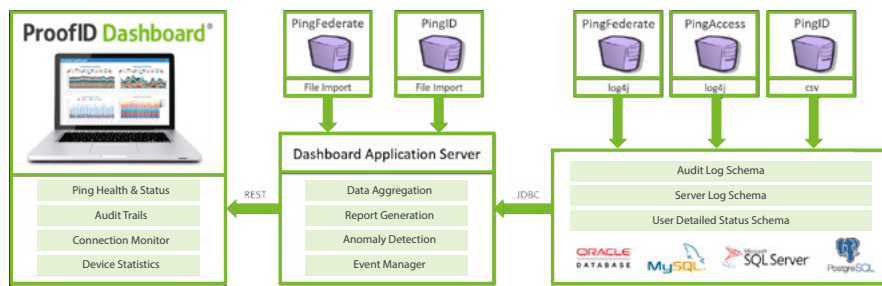 ProofID Dashboard®
Ping Health & Status
Audit Trails
Connection Monitor
Device Statistics
REST
PingFederate
File Import
PingID
File Import
Dashboard Application Server
Data Aggregation
Report Generation
Anomaly Detection
Event Manager
JDBC
PingFederate
log4j
PingAccess
log4j
PingID
csv
Audit Log Schema
Server Log Schema
User Detailed Status Schema
ORACLE
DATABASE
MySQL
Microsoft
SQL Server
PostgreSQL